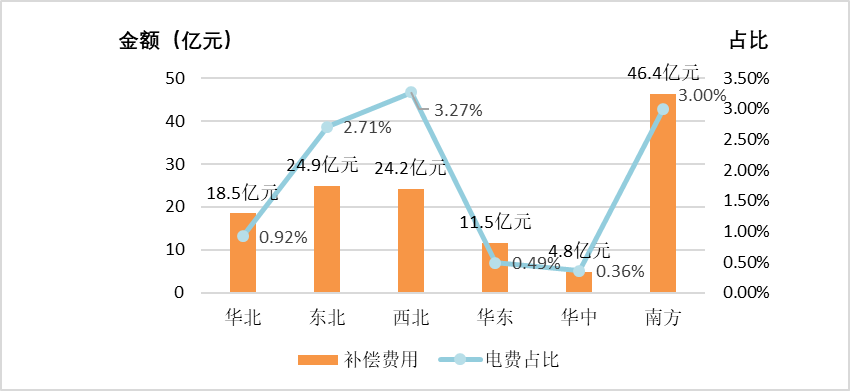 金额（亿元）
占比
50
40
30
20
10
0
3.50%
3.00%
2.50%
2.00%
1.50%
1.00%
0.50%
0.00%
18.5亿元
24.9亿元
24.2亿元
11.5亿元
4.8亿元
46.4亿元
0.92%
2.71%
3.27%
0.49%
0.36%
3.00%
华北
东北
西北
华东
华中
南方
补偿费用
电费占比